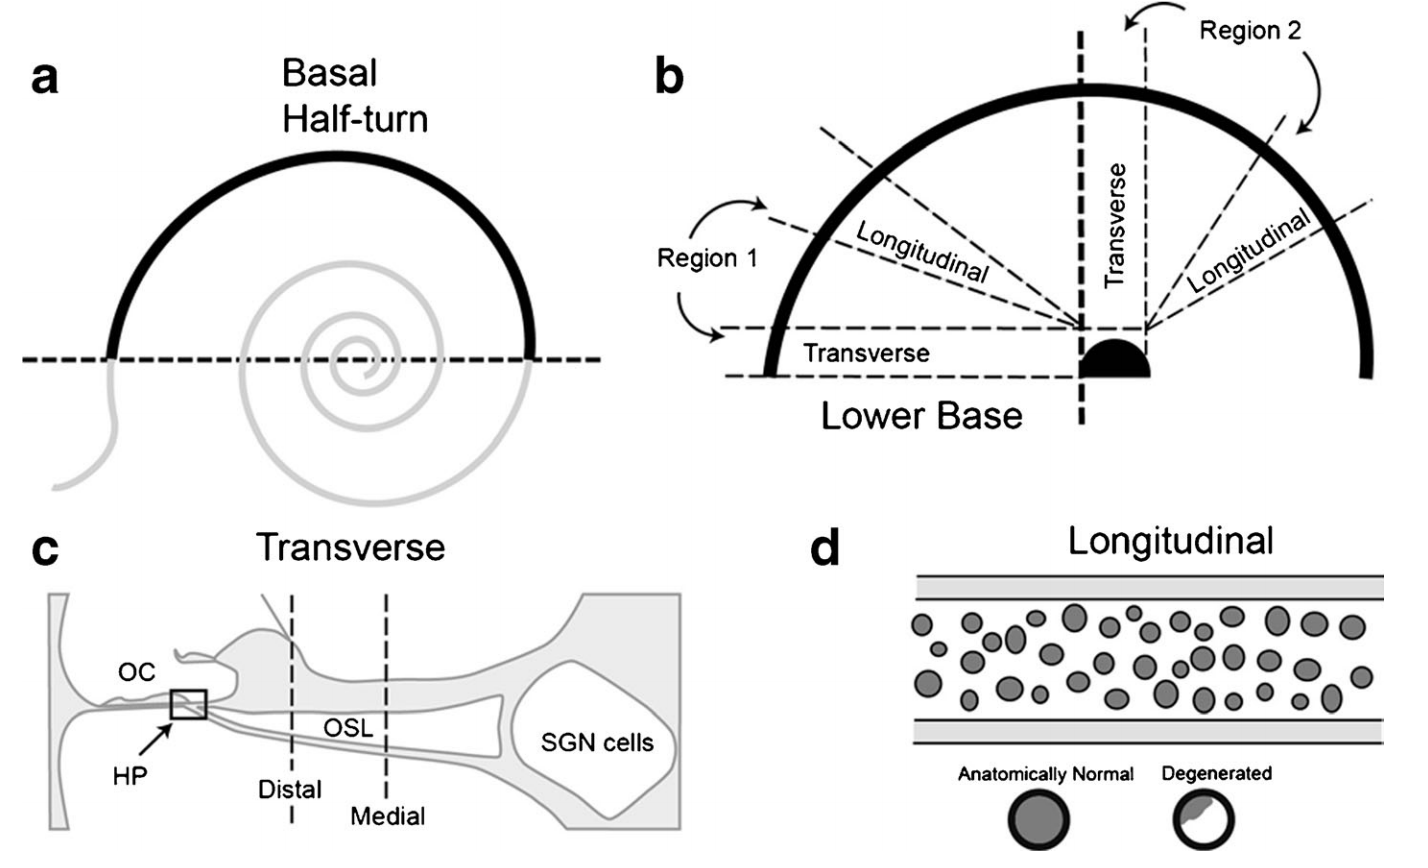 a
Basal
Half-turn
b
Region 2
Region 1
Longitudinal
Transverse
Longitudinal
Transverse
Lower Base
c
Transverse
OC
OSL
SGN cells
HP
Distal
Medial
d
Longitudinal
Anatomically Normal
Degenerated